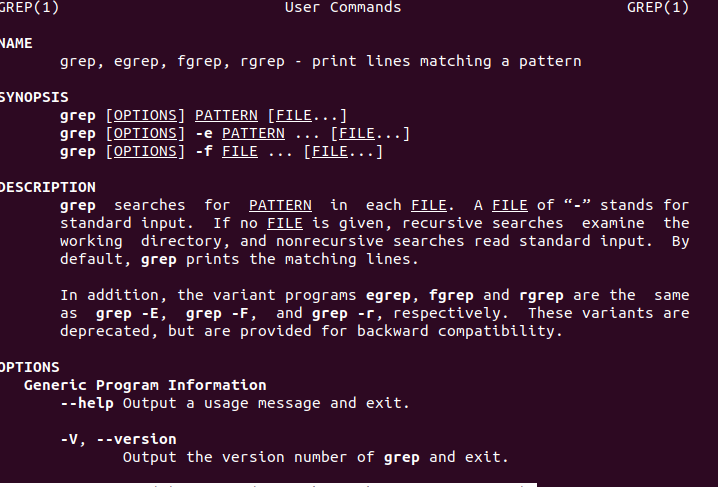 GREP(1) User Commands GREP(1)
NAME
grep, egrep, fgrep, rgrep - print lines matching a pattern
SYNOPSIS
grep [OPTIONS] PATTERN [FILE...]
grep [OPTIONS] -e PATTERN ... [FILE...]
grep [OPTIONS] -f FILE ... [FILE...]
DESCRIPTION
grep searches for PATTERN in each FILE. A FILE of “-” stands for
standard input. If no FILE is given, recursive searches examine the
working directory, and nonrecursive searches read standard input. By
default, grep prints the matching lines.
In addition, the variant programs egrep, fgrep and rgrep are the same
as grep -E, grep -F, and grep -r, respectively. These variants are
deprecated, but are provided for backward compatibility.
OPTIONS
Generic Program Information
--help Output a usage message and exit.
-V, --version
Output the version number of grep and exit.